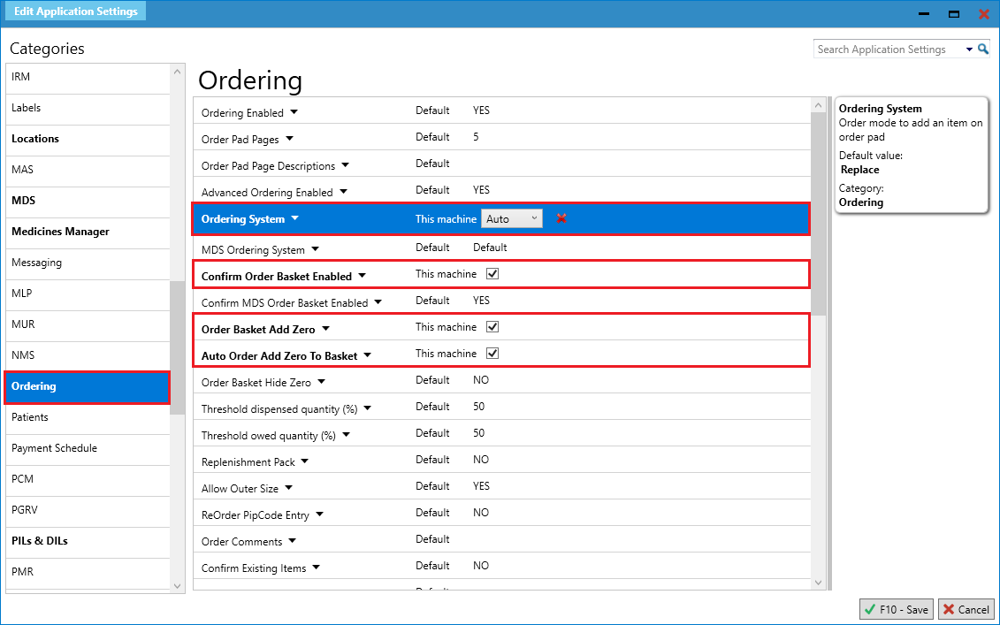 Edit Application Settings
Categories
Search Application Settings
IRM
Labels
Locations
MAS
MDS
Medicines Manager
Messaging
MLP
MUR
NMS
Ordering
Patients
Payment Schedule
PCM
PGRV
PILs & DILs
PMR
Ordering
Ordering Enabled Default YES
Order Pad Pages Default 5
Order Pad Page Descriptions Default
Advanced Ordering Enabled Default YES
Ordering System This machine Auto
MDS Ordering System Default Default
Confirm Order Basket Enabled This machine
Confirm MDS Order Basket Enabled Default YES
Order Basket Add Zero This machine
Auto Order Add Zero To Basket This machine
Order Basket Hide Zero Default NO
Threshold dispensed quantity (%) Default 50
Threshold owed quantity (%) Default 50
Replenishment Pack Default NO
Allow Outer Size Default YES
ReOrder PipCode Entry Default NO
Order Comments Default
Confirm Existing Items Default NO
Ordering System
Order mode to add an item on
order pad
Default value:
Replace
Category:
Ordering
F10 - Save
Cancel